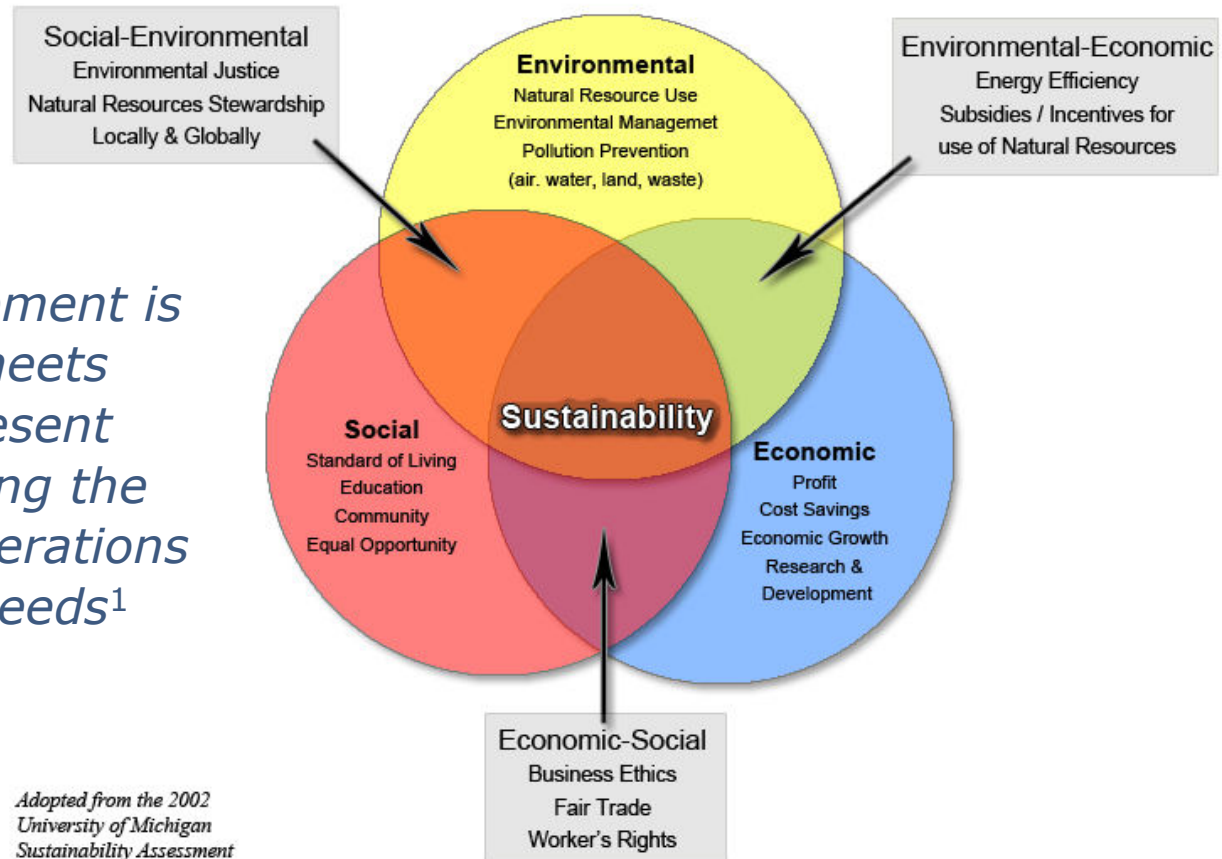 Social-Environmental
Environmental Justice
Natural Resources Stewardship
Locally & Globally
Environmental
Natural Resource Use
Environmental Managemet
Pollution Prevention
(air. water, land, waste)
Environmental-Economic
Energy Efficiency
Subsidies / Incentives for
use of Natural Resources
ement is
meets
esent
ng the
erations
eeds1
Sustainability
Social
Standard of Living
Education
Community
Equal Opportunity
Economic
Profit
Cost Savings
Economic Growth
Research &
Development
Economic-Social
Business Ethics
Fair Trade
Worker's Rights
Adopted from the 2002
University of Michigan
Sustainability Assessment